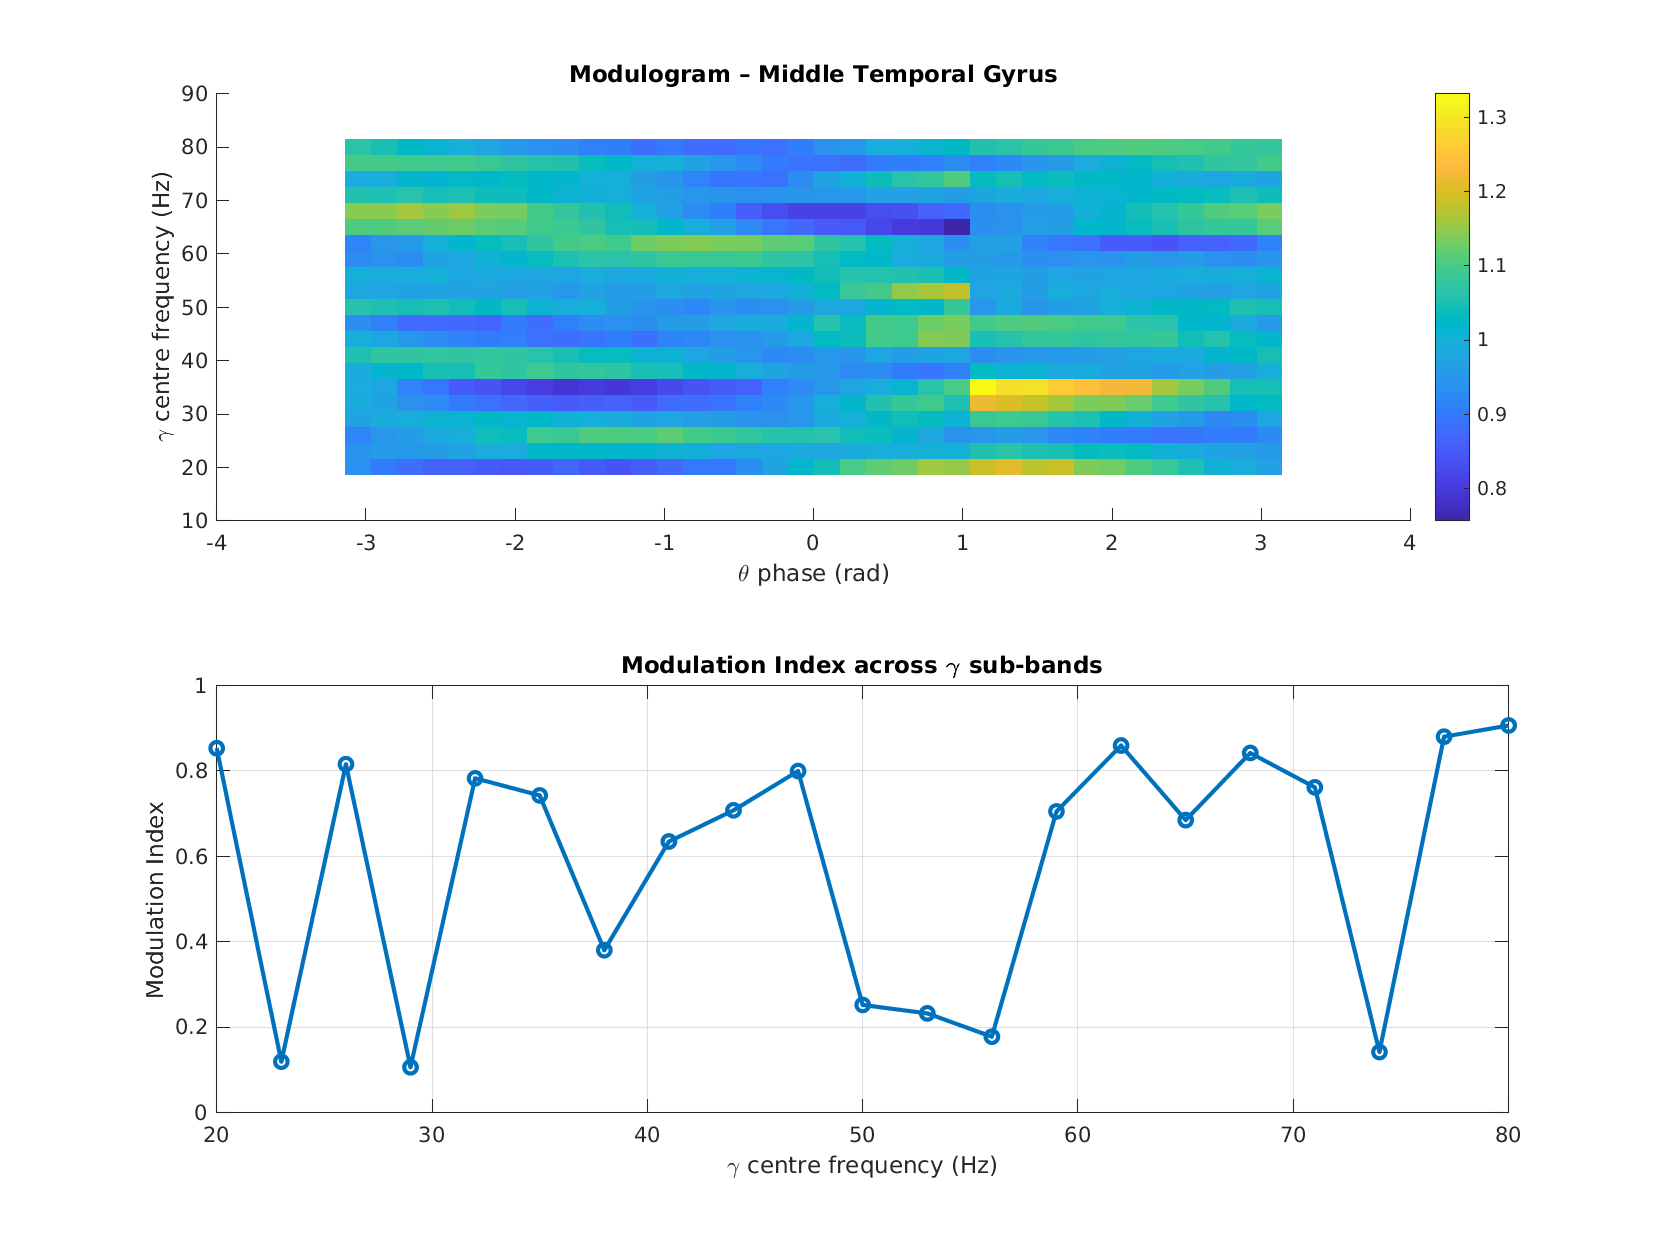 Modulogram – Middle Temporal Gyrus
γ centre frequency (Hz)
90
80
70
60
50
40
30
20
10
-4 -3 -2 -1 0 1 2 3 4
θ phase (rad)
1.3
1.2
1.1
1
0.9
0.8
Modulation Index across γ sub-bands
Modulation Index
1
0.8
0.6
0.4
0.2
0
20 30 40 50 60 70 80
γ centre frequency (Hz)